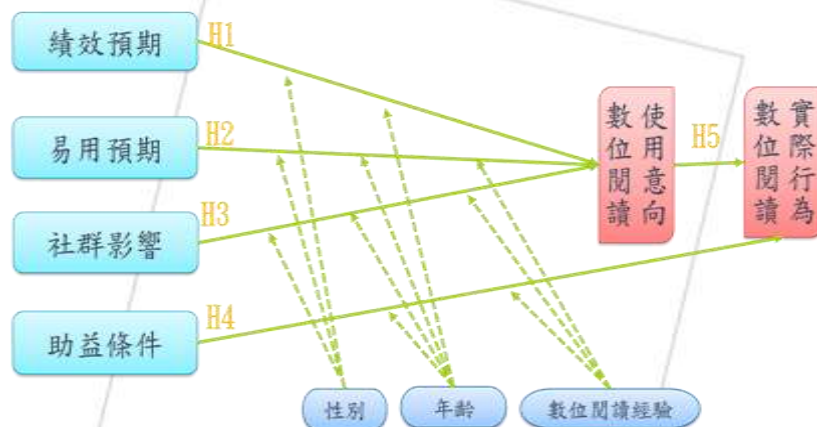 績效預期
H1
易用預期
H2
社群影響
H3
助益條件
H4
數位閱讀
使用意向
H5
數位閱讀
實際行為
性別
年齡
數位閱讀經驗